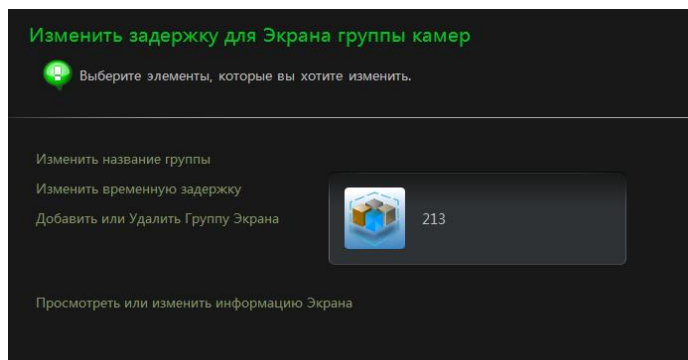 Изменить задержку для Экрана группы камер
Выберите элементы, которые вы хотите изменить.
Изменить название группы
Изменить временную задержку
Добавить или Удалить Группу Экрана
213
Просмотреть или изменить информацию Экрана